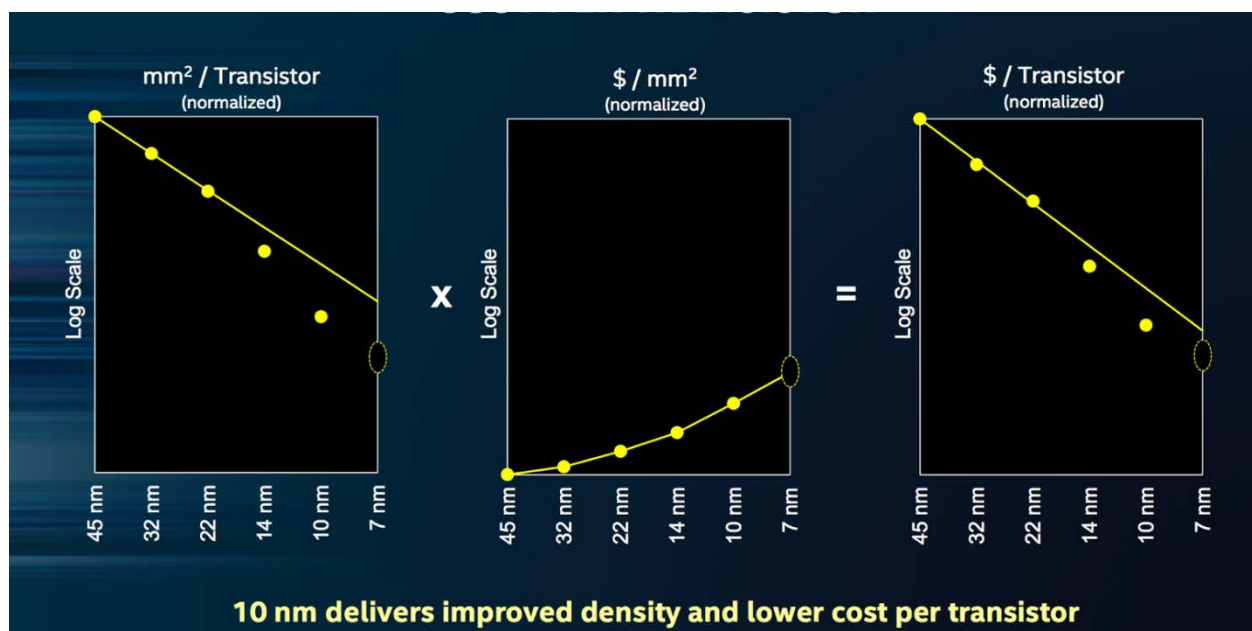 mm² / Transistor
(normalized)
$ / mm²
(normalized)
$ / Transistor
(normalized)
Log Scale
x
Log Scale
=
Log Scale
45 nm
32 nm
22 nm
14 nm
10 nm
7 nm
45 nm
32 nm
22 nm
14 nm
10 nm
7 nm
45 nm
32 nm
22 nm
14 nm
10 nm
7 nm
10 nm delivers improved density and lower cost per transistor